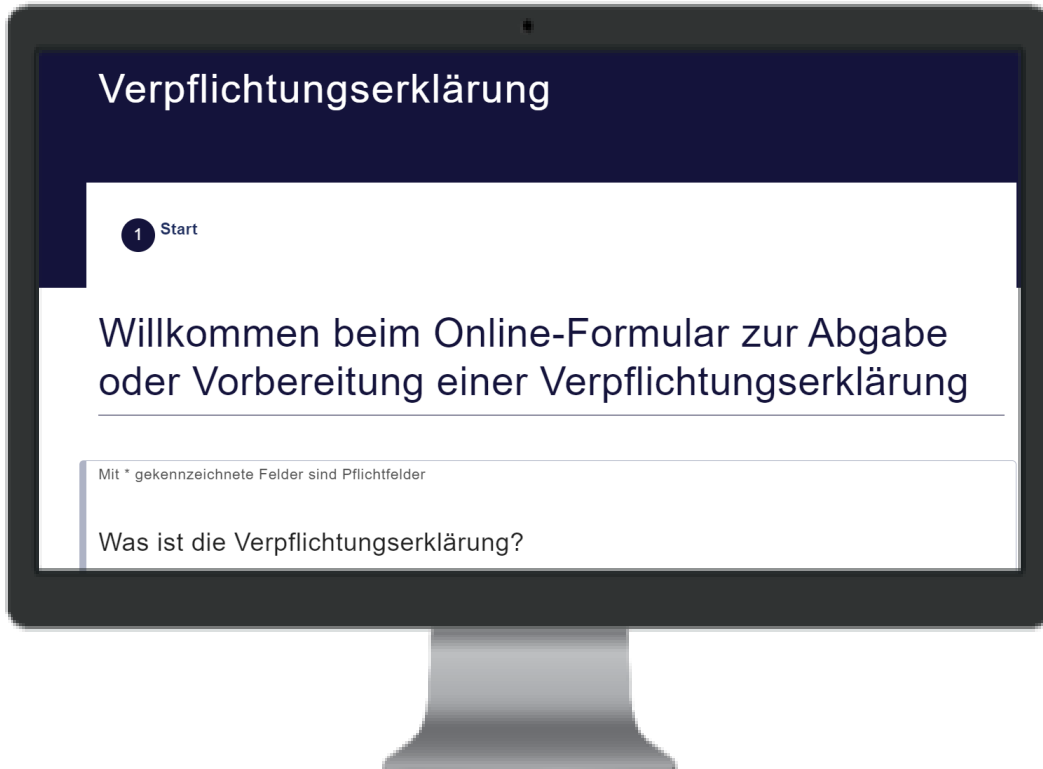 Verpflichtungserklärung
1 Start
Willkommen beim Online-Formular zur Abgabe
oder Vorbereitung einer Verpflichtungserklärung
Mit * gekennzeichnete Felder sind Pflichtfelder
Was ist die Verpflichtungserklärung?